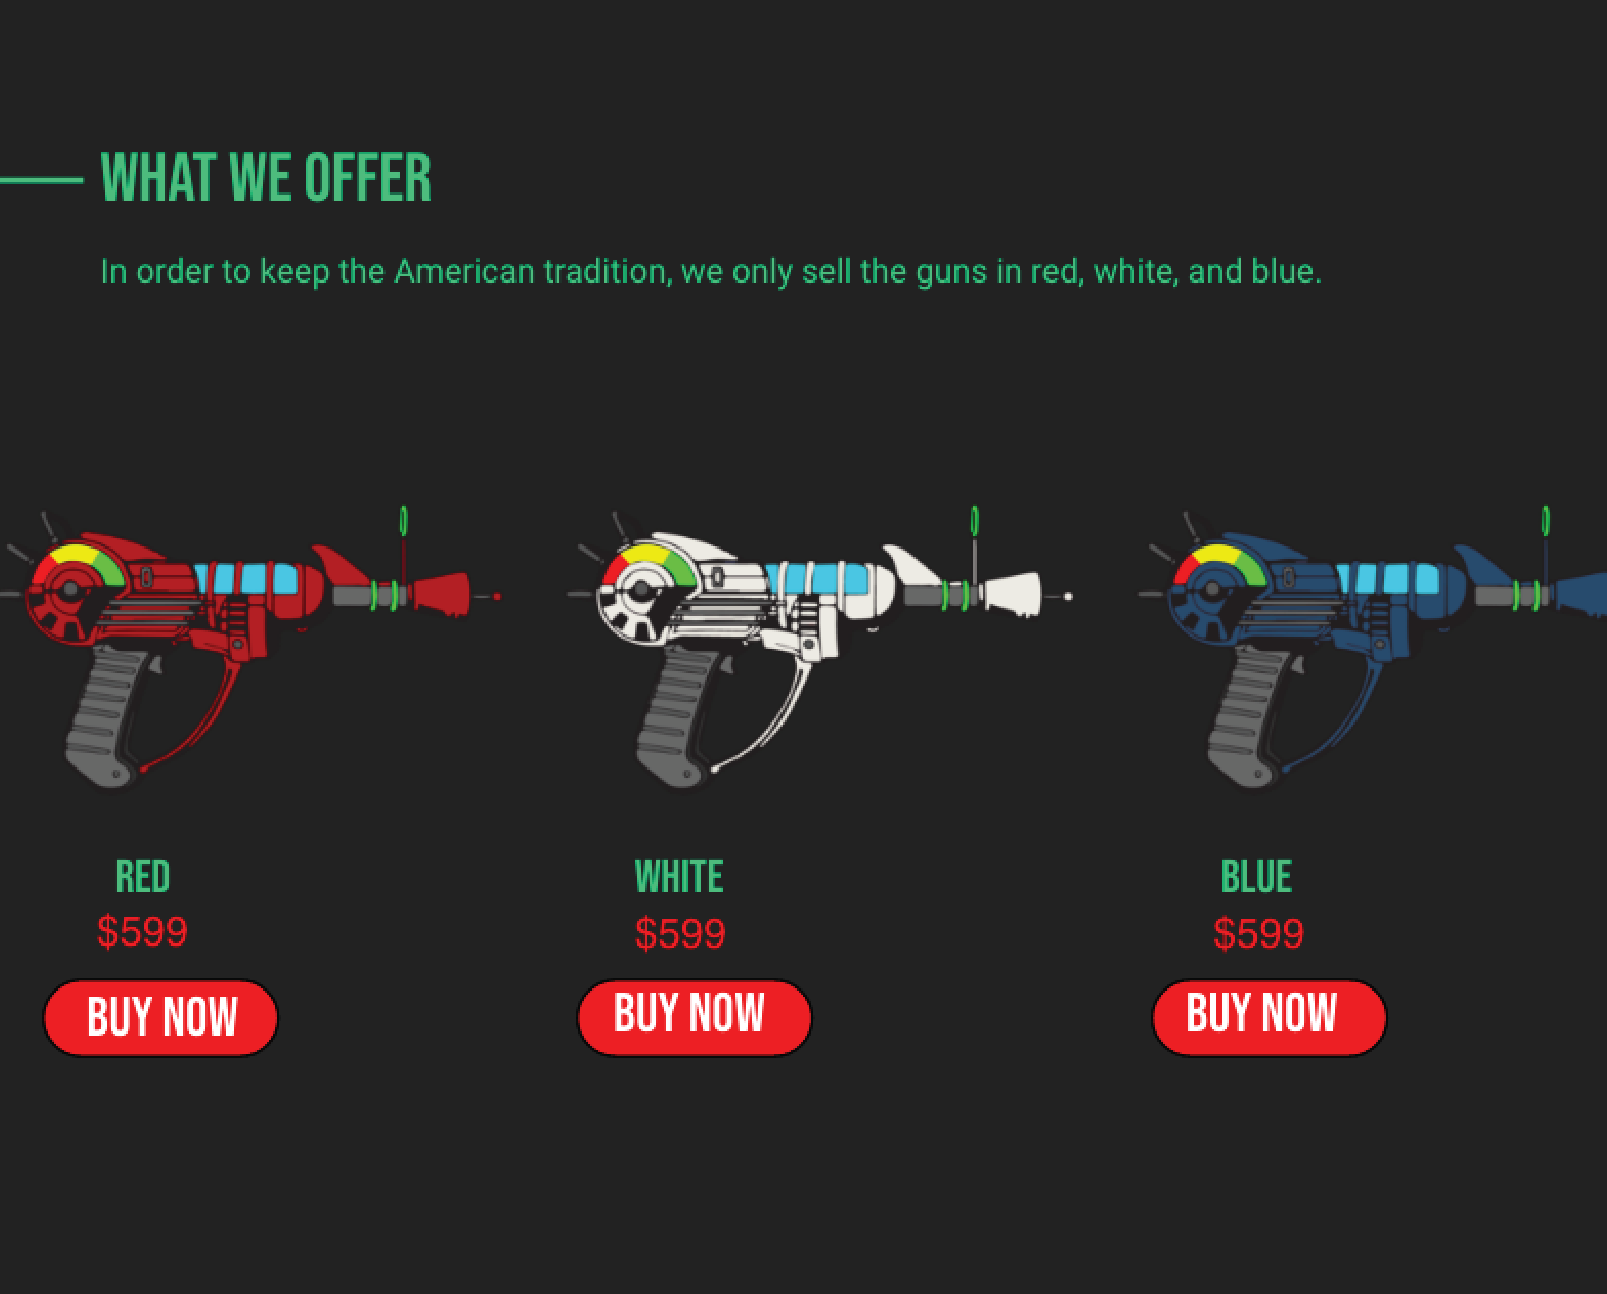 WHAT WE OFFER
In order to keep the American tradition, we only sell the guns in red, white, and blue.
RED
$599
BUY NOW
WHITE
$599
BUY NOW
BLUE
$599
BUY NOW